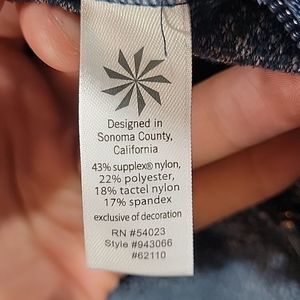 Designed in
Sonoma County,
California
43% supplex® nylon,
22% polyester,
18% tactel nylon
17% spandex
exclusive of decoration
RN #54023
Style #943066
#62110